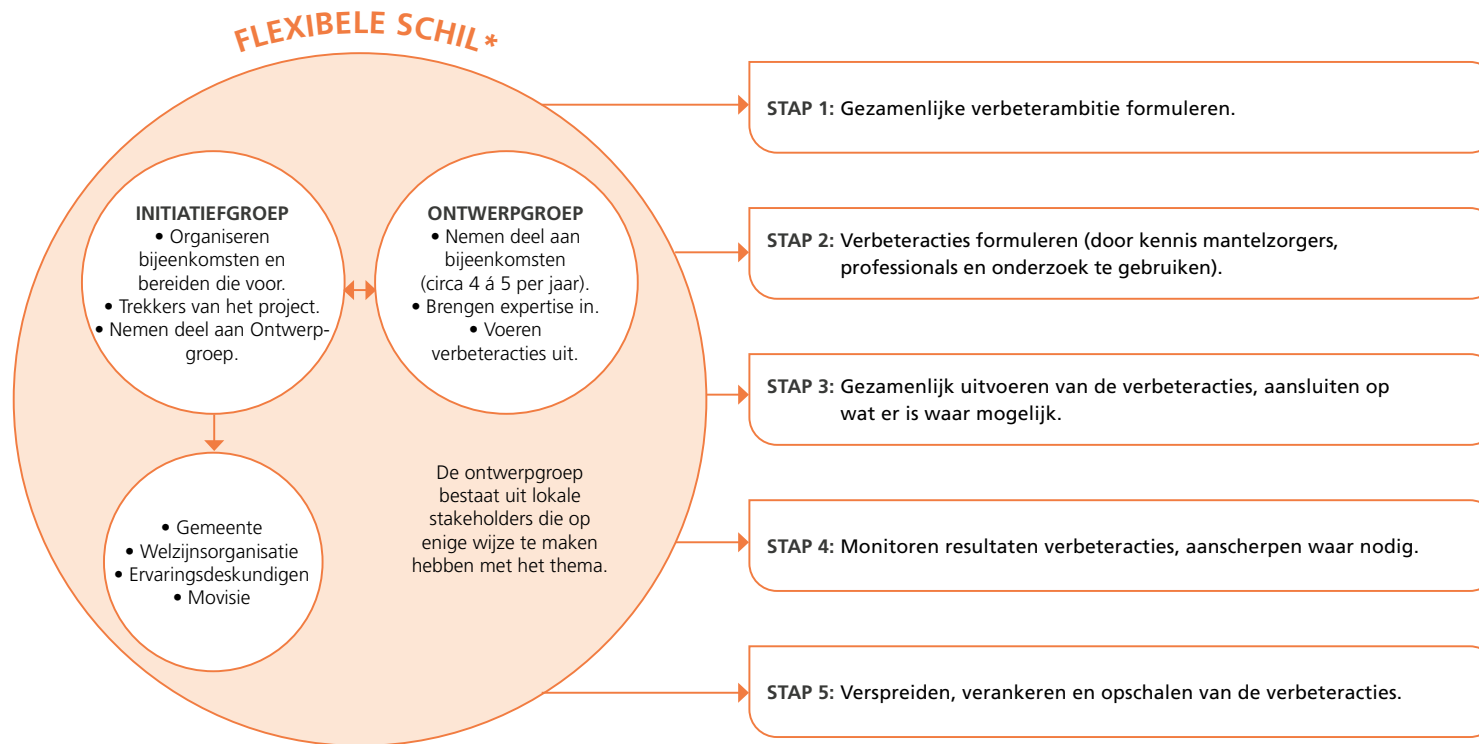 FLEXIBELE SCHIL*
INITIATIEFGROEP
• Organiseren
bijeenkomsten en
bereiden die voor.
• Trekkers van het project.
• Nemen deel aan Ontwerp-
groep.
ONTWERPGROEP
• Nemen deel aan
bijeenkomsten
(circa 4 á 5 per jaar).
• Brengen expertise in.
• Voeren
verbeteracties uit.
• Gemeente
• Welzijnsorganisatie
• Ervaringsdeskundigen
• Movisie
De ontwerpgroep
bestaat uit lokale
stakeholders die op
enige wijze te maken
hebben met het thema.
STAP 1: Gezamenlijke verbeterambitie formuleren.
STAP 2: Verbeteracties formuleren (door kennis mantelzorgers,
professionals en onderzoek te gebruiken).
STAP 3: Gezamenlijk uitvoeren van de verbeteracties, aansluiten op
wat er is waar mogelijk.
STAP 4: Monitoren resultaten verbeteracties, aanscherpen waar nodig.
STAP 5: Verspreiden, verankeren en opschalen van de verbeteracties.